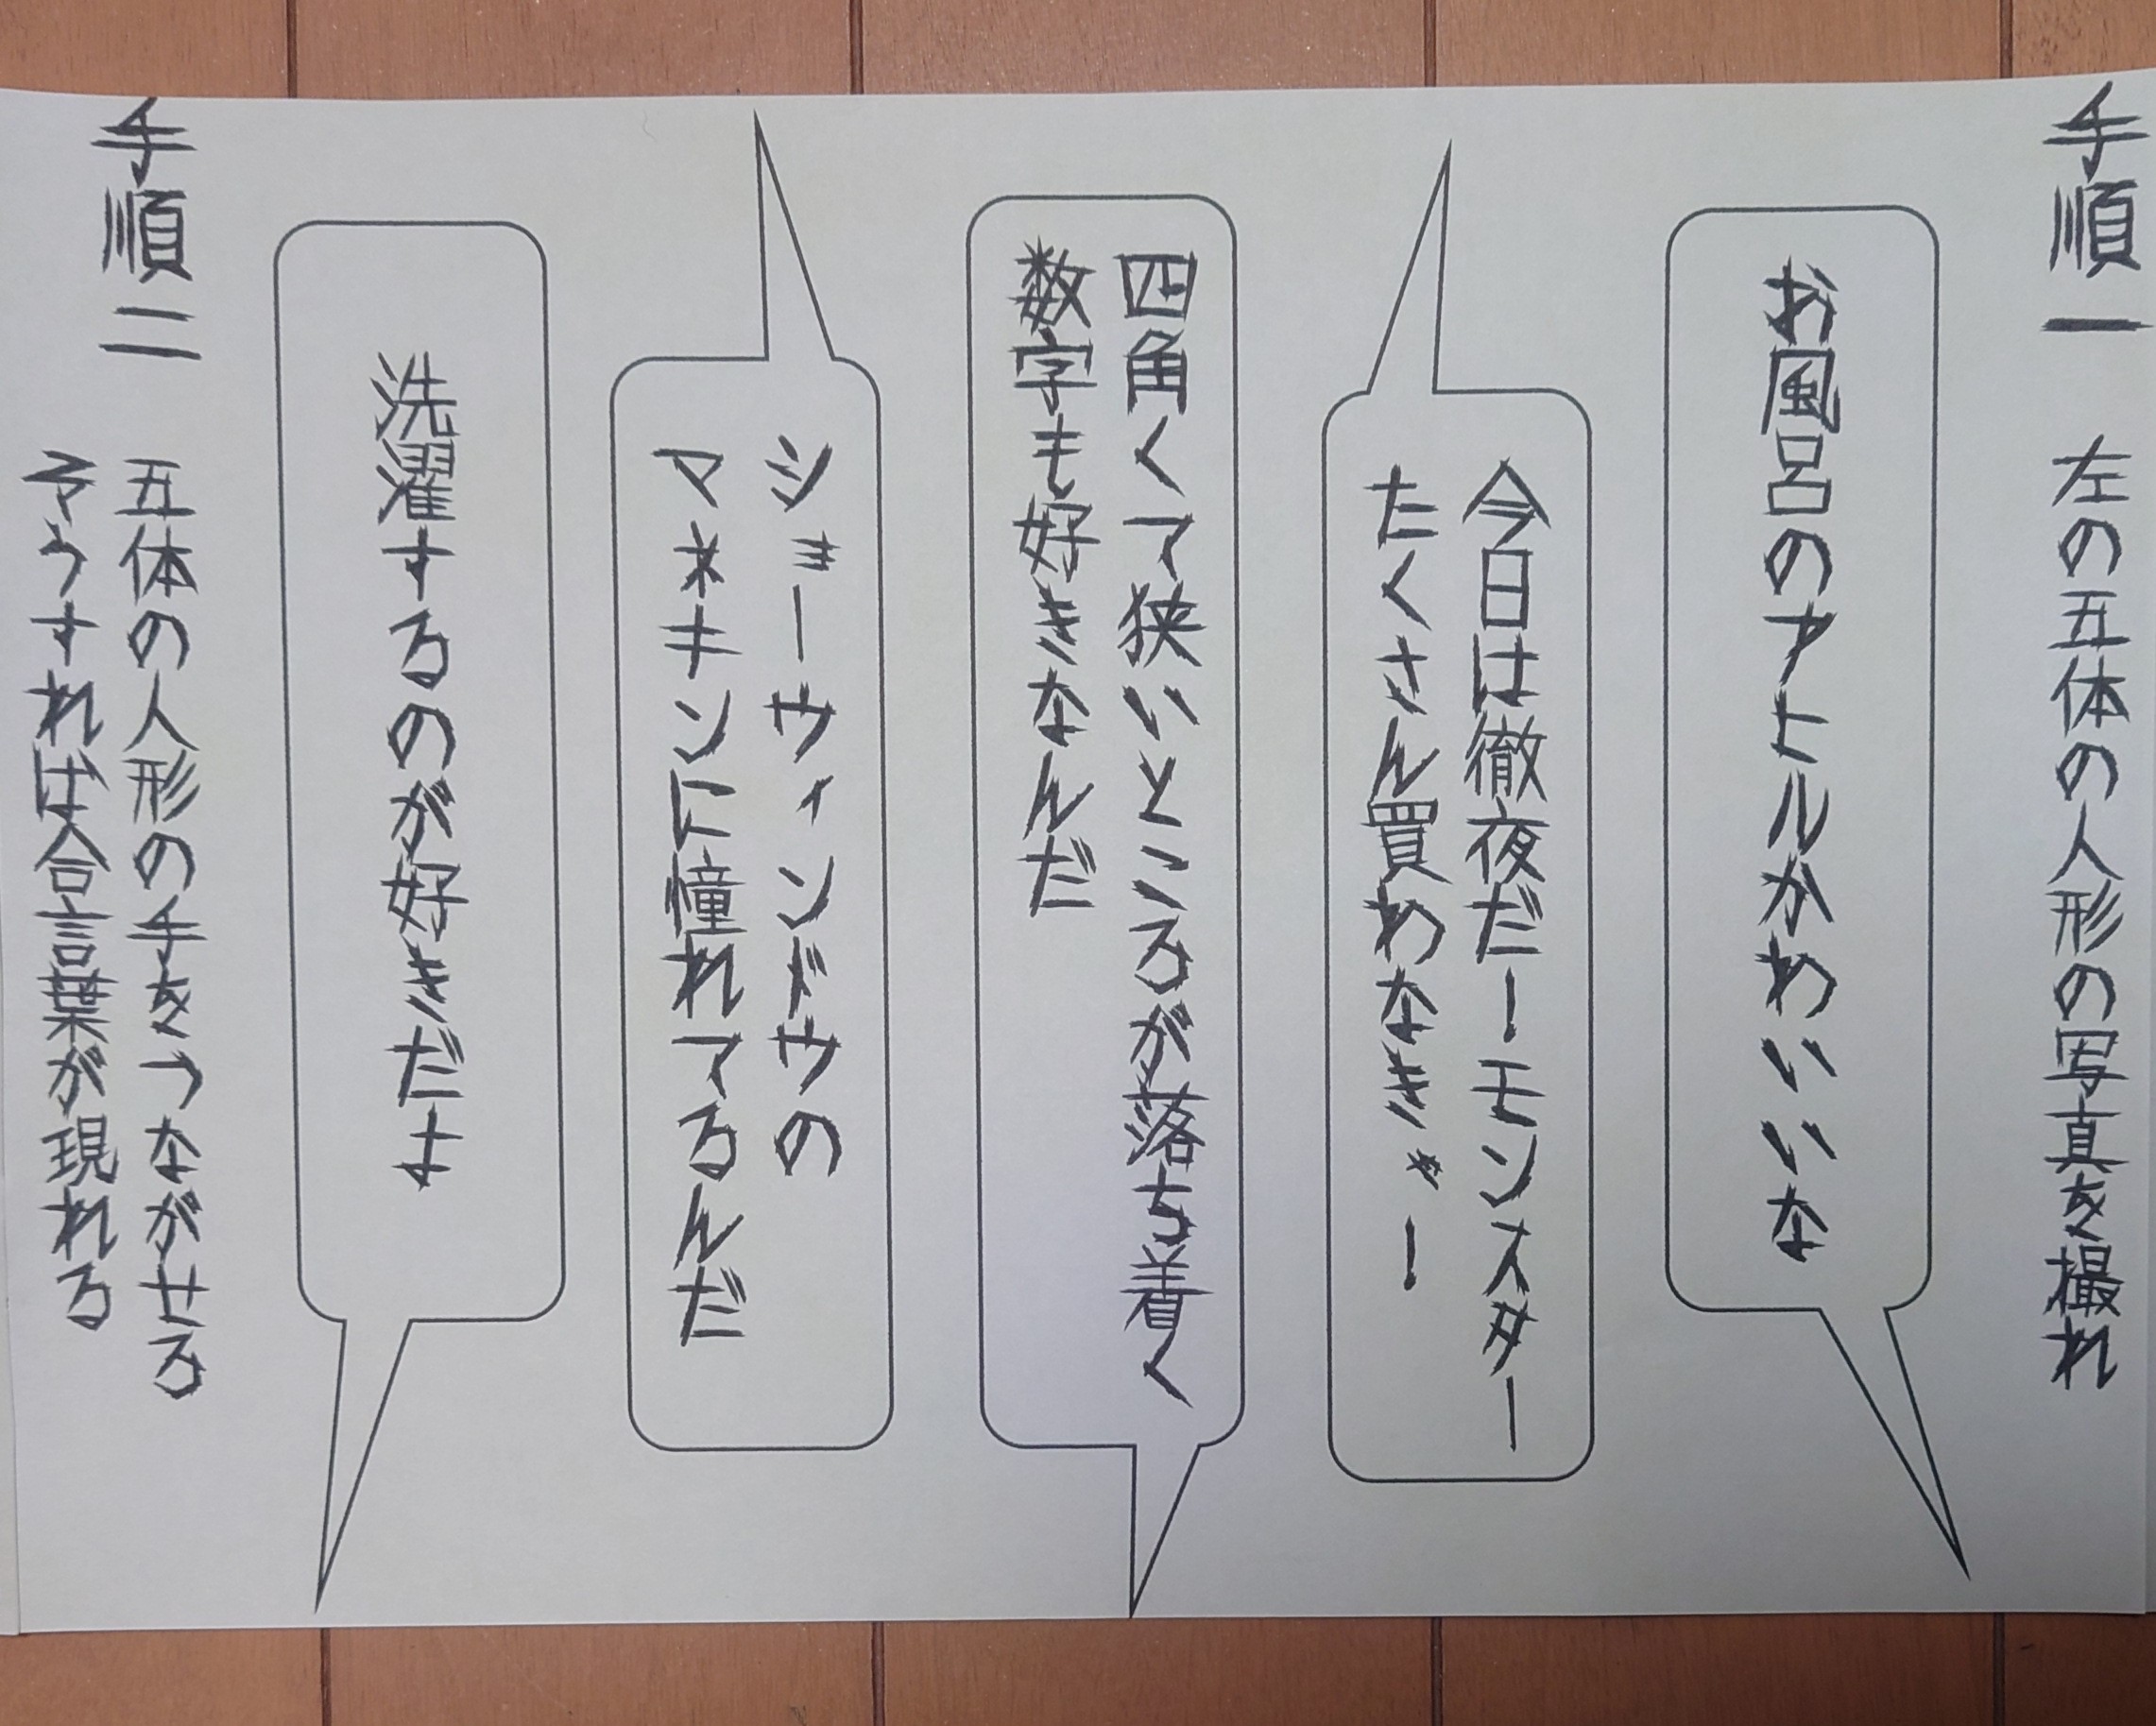 手順一　左の五体の人形の写真を撮れ
お風呂のアヒルかわいいな
今日は徹夜だーモンスター
たくさん買わなきゃー
四角くて狭いところが落ち着く
数字も好きなんだ
ショーウィンドウの
マネキンに憧れてるんだ
洗濯するのが好きだよ
手順二　五体の人形の手をつながせろ
そうすれば合言葉が現れる